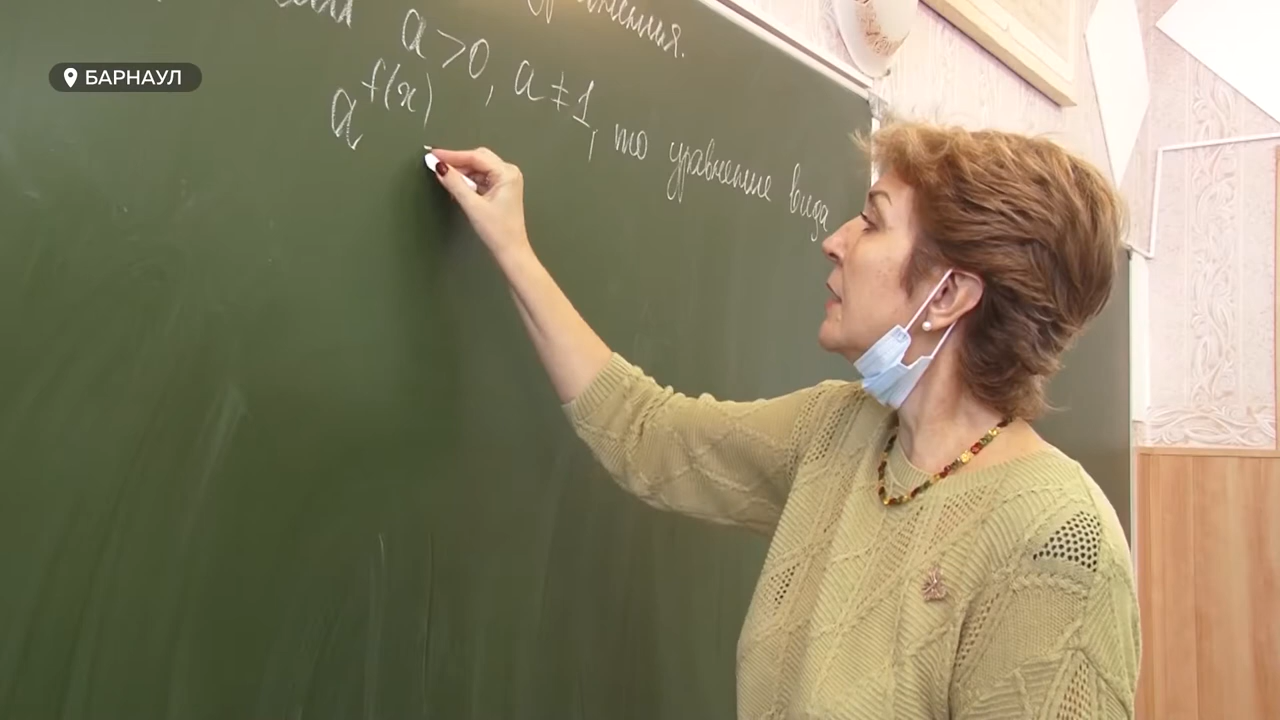 БАРНАУЛ
a>0, a≠1, то уравнение вида
a^f(x)